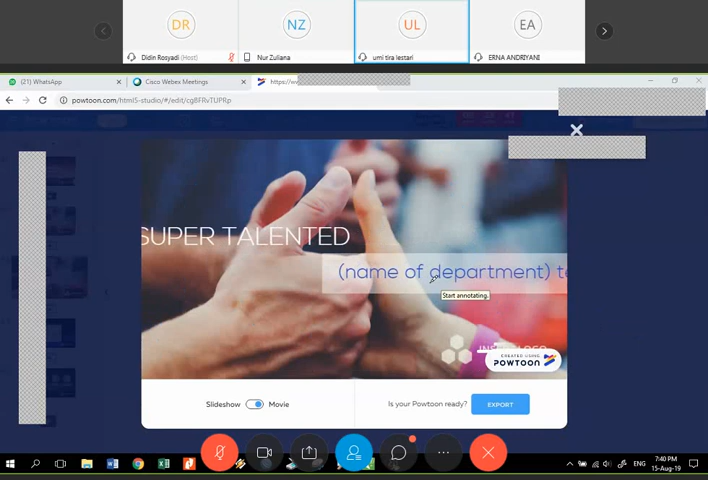 DR
NZ
UL
EA
Didin Rosyadi (Host)
Nur Zuliana
umi tira lestari
ERNA ANDRIYANI
(21) WhatsApp
Cisco Webex Meetings
powtoon.com/html5-studio/#/edit/cg8FRvTUPRp
SUPER TALENTED
(name of department) te
Start annotating.
CREATED USING
POWTOON
Slideshow
Movie
Is your Powtoon ready?
EXPORT
ENG
7:40 PM
15-Aug-19